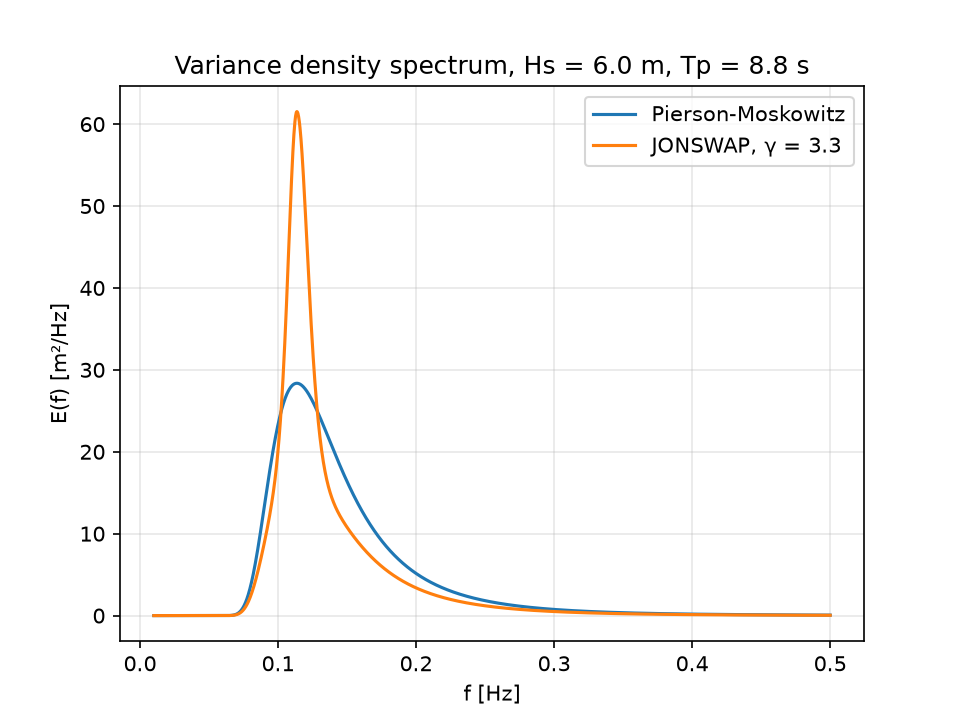 Variance density spectrum, Hs = 6.0 m, Tp = 8.8 s
Pierson-Moskowitz
JONSWAP, γ = 3.3
E(f) [m²/Hz]
60
50
40
30
20
10
0
0.0 0.1 0.2 0.3 0.4 0.5
f [Hz]